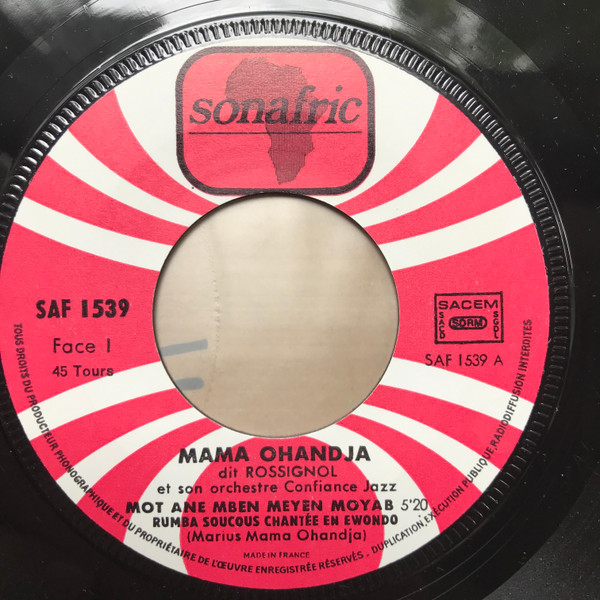 sonafric
SAF 1539
Face 1
45 Tours
SACEM
SACD
SDRM
SGDL
SAF 1539 A
MAMA OHANDJA
dit ROSSIGNOL
et son orchestre Confiance Jazz
MOT ANE MBEN MEYEN MOYAB 5'20
RUMBA SOUCOUS CHANTÉE EN EWONDO
(Marius Mama Ohandja)
MADE IN FRANCE
TOUS DROITS DU PRODUCTEUR PHONOGRAPHIQUE ET DU PROPRIÉTAIRE DE L'ŒUVRE ENREGISTRÉE RÉSERVÉS. DUPLICATION, EXÉCUTION PUBLIQUE, RADIODIFFUSION INTERDITES